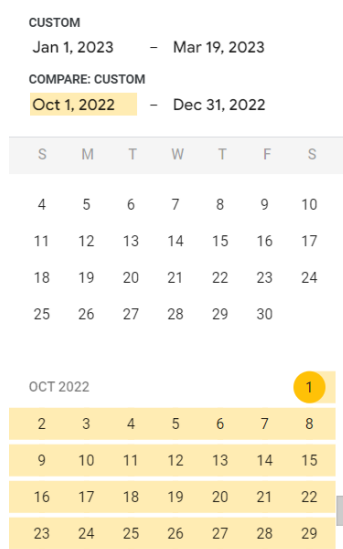 CUSTOM
Jan 1, 2023 – Mar 19, 2023
COMPARE: CUSTOM
Oct 1, 2022 – Dec 31, 2022
S M T W T F S
4 5 6 7 8 9 10
11 12 13 14 15 16 17
18 19 20 21 22 23 24
25 26 27 28 29 30
OCT 2022 1
2 3 4 5 6 7 8
9 10 11 12 13 14 15
16 17 18 19 20 21 22
23 24 25 26 27 28 29